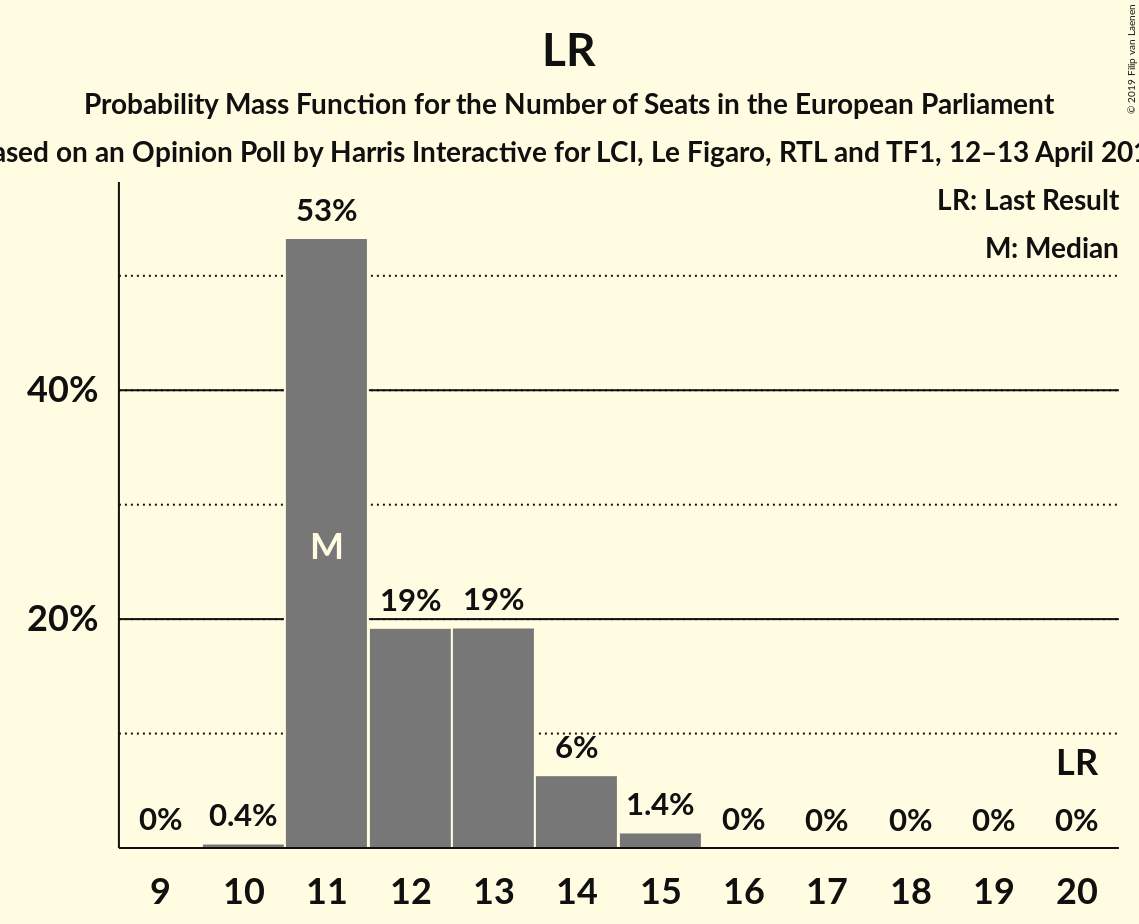 LR
Probability Mass Function for the Number of Seats in the European Parliament
ased on an Opinion Poll by Harris Interactive for LCI, Le Figaro, RTL and TF1, 12–13 April 201
© 2019 Filip van Laenen
LR: Last Result
M: Median
53%
40%
M
19% 19%
20%
6%
LR
0% 0.4% 1.4% 0% 0% 0% 0% 0%
9 10 11 12 13 14 15 16 17 18 19 20